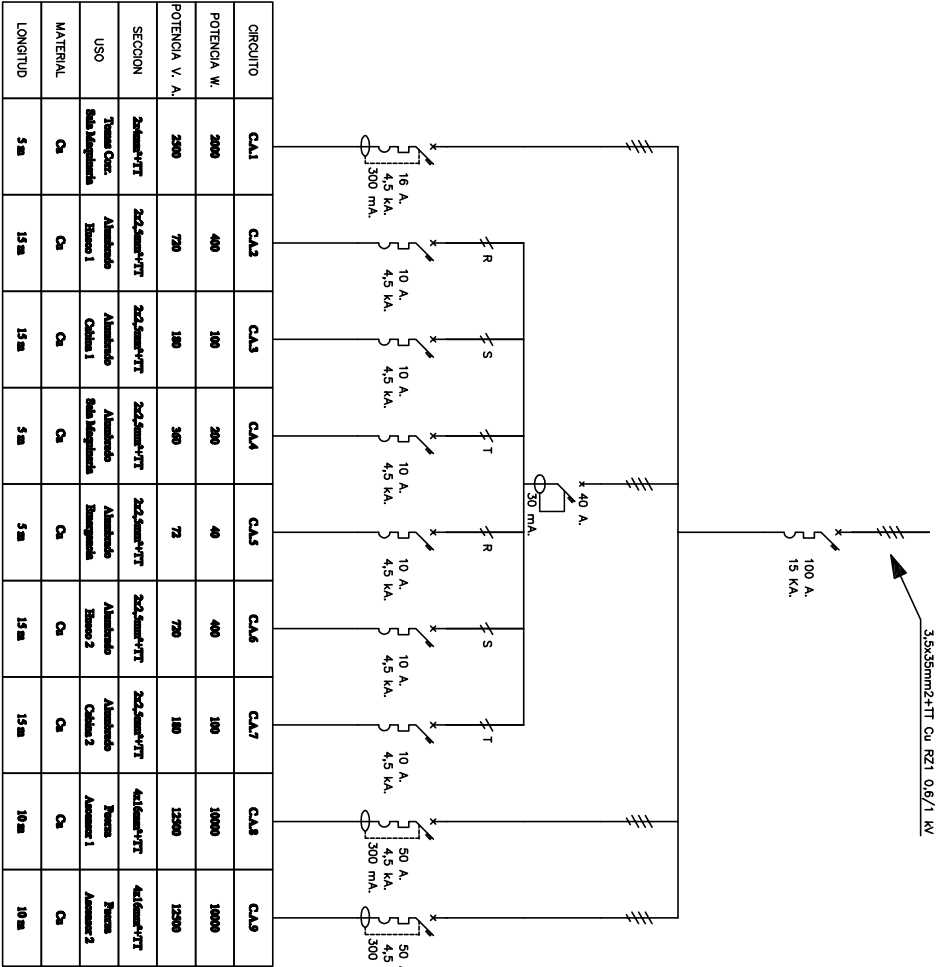 3,5x35mm2+TT Cu RZ1 0,6/1 kV
100 A.
15 KA.
40 A.
30 mA.
R
S
T
R
S
T
16 A.
4,5 kA.
300 mA.
10 A.
4,5 kA.
10 A.
4,5 kA.
10 A.
4,5 kA.
10 A.
4,5 kA.
10 A.
4,5 kA.
10 A.
4,5 kA.
50 A.
4,5 kA.
300 mA.
50
4,5
300
CIRCUITO C.A.1 C.A.2 C.A.3 C.A.4 C.A.5 C.A.6 C.A.7 C.A.8 C.A.9
POTENCIA W. 2000 400 100 200 40 400 100 10000 10000
POTENCIA V. A. 2500 720 180 360 72 720 180 12500 12500
SECCION 2x4mm²+TT 2x2,5mm²+TT 2x2,5mm²+TT 2x2,5mm²+TT 2x2,5mm²+TT 2x2,5mm²+TT 2x2,5mm²+TT 4x16mm²+TT 4x16mm²+TT
USO Tomas Corr. Alumbrado Alumbrado Alumbrado Alumbrado Alumbrado Alumbrado Fuerza Fuerza
Sala Maquinaria Hueco 1 Cabina 1 Sala Maquinaria Emergencia Hueco 2 Cabina 2 Ascensor 1 Ascensor 2
MATERIAL Cu Cu Cu Cu Cu Cu Cu Cu Cu
LONGITUD 5 m 15 m 15 m 5 m 5 m 15 m 15 m 10 m 10 m